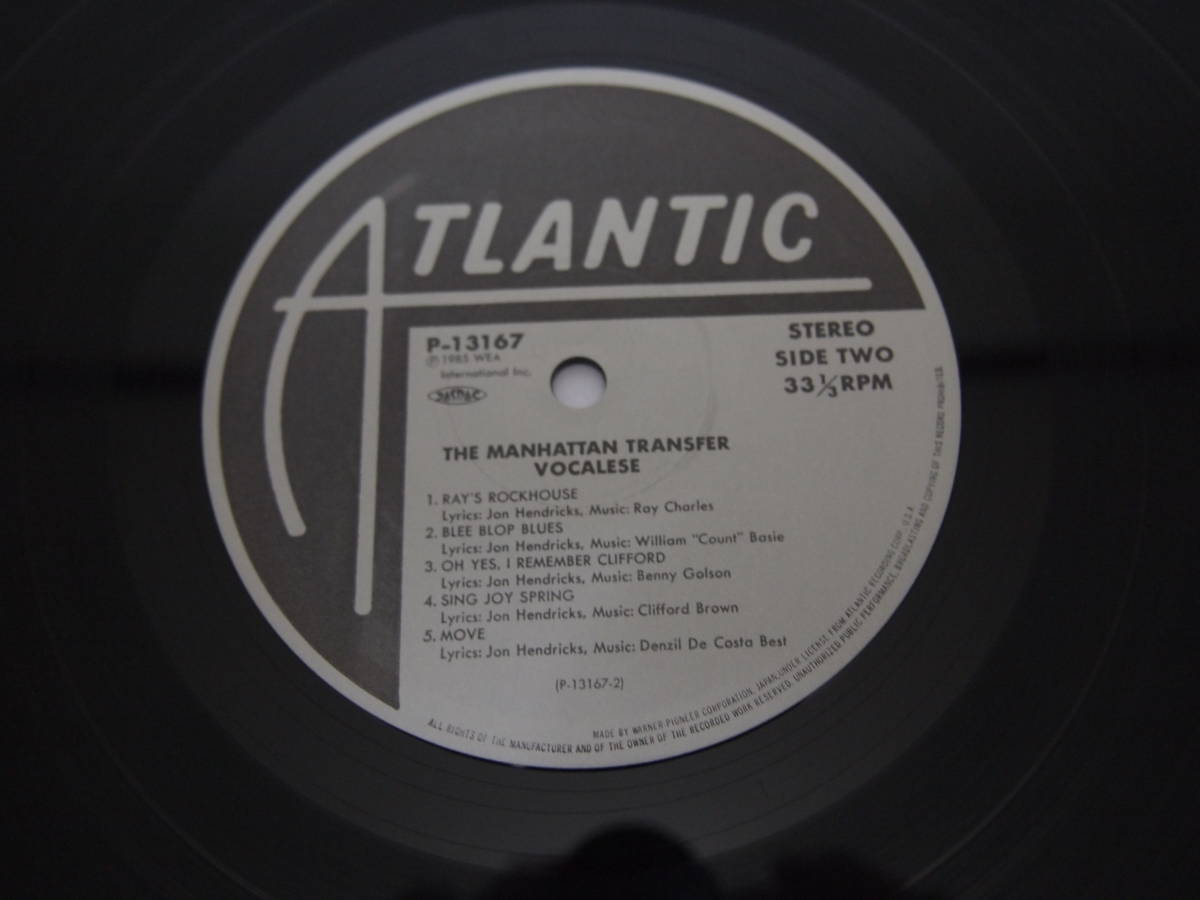 ATLANTIC
P-13167
℗1985 WEA
International Inc.
JASRAC
STEREO
SIDE TWO
33 1/3 RPM
THE MANHATTAN TRANSFER
VOCALESE
1. RAY'S ROCKHOUSE
Lyrics: Jon Hendricks, Music: Ray Charles
2. BLEE BLOP BLUES
Lyrics: Jon Hendricks, Music: William "Count" Basie
3. OH YES, I REMEMBER CLIFFORD
Lyrics: Jon Hendricks, Music: Benny Golson
4. SING JOY SPRING
Lyrics: Jon Hendricks, Music: Clifford Brown
5. MOVE
Lyrics: Jon Hendricks, Music: Denzil De Costa Best
(P-13167-2)
MADE BY WARNER-PIONEER CORPORATION, JAPAN, UNDER LICENSE FROM ATLANTIC RECORDING CORP., U.S.A.
ALL RIGHTS OF THE MANUFACTURER AND OF THE OWNER OF THE RECORDED WORK RESERVED. UNAUTHORIZED PUBLIC PERFORMANCE, BROADCASTING AND COPYING OF THIS RECORD PROHIBITED.